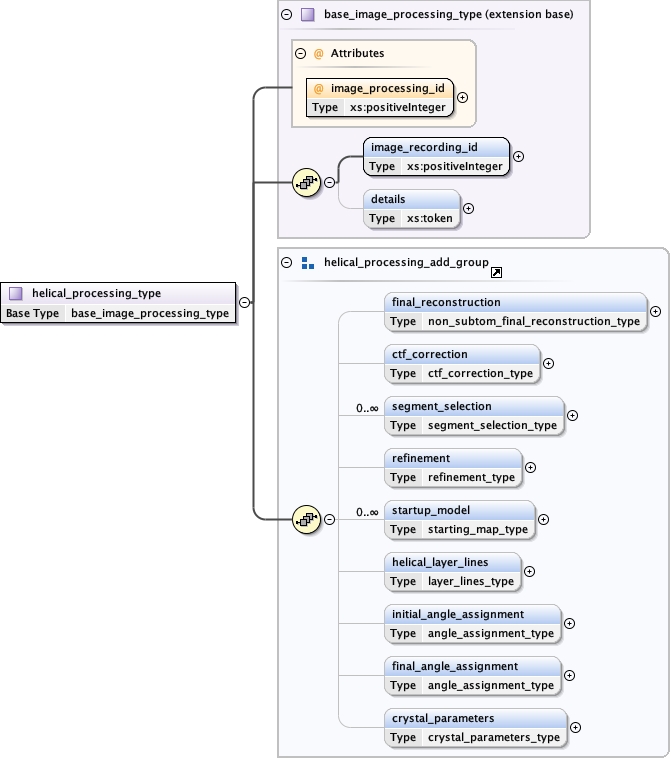 base_image_processing_type (extension base)
@ Attributes
@ image_processing_id
Type xs:positiveInteger
image_recording_id
Type xs:positiveInteger
details
Type xs:token
helical_processing_type
Base Type base_image_processing_type
helical_processing_add_group
final_reconstruction
Type non_subtom_final_reconstruction_type
ctf_correction
Type ctf_correction_type
0..∞
segment_selection
Type segment_selection_type
refinement
Type refinement_type
0..∞
startup_model
Type starting_map_type
helical_layer_lines
Type layer_lines_type
initial_angle_assignment
Type angle_assignment_type
final_angle_assignment
Type angle_assignment_type
crystal_parameters
Type crystal_parameters_type